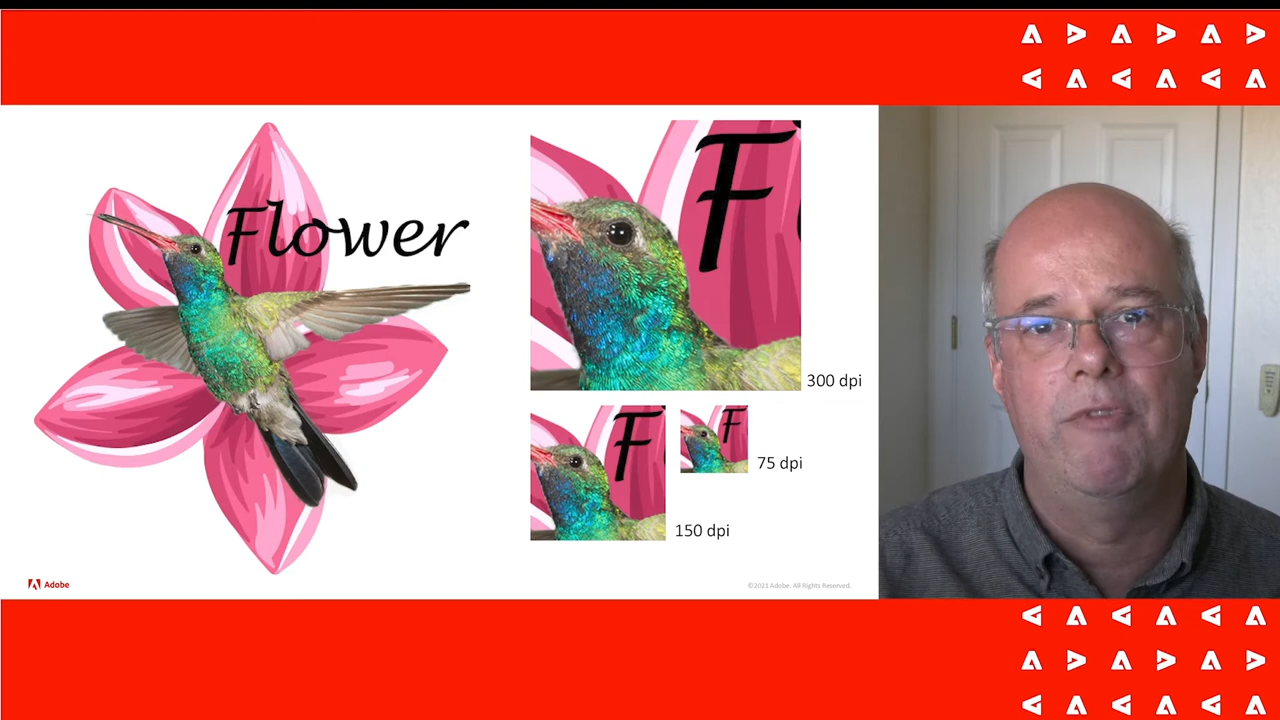 Flower
F
300 dpi
F
F
75 dpi
150 dpi
Adobe
©2021 Adobe. All Rights Reserved.